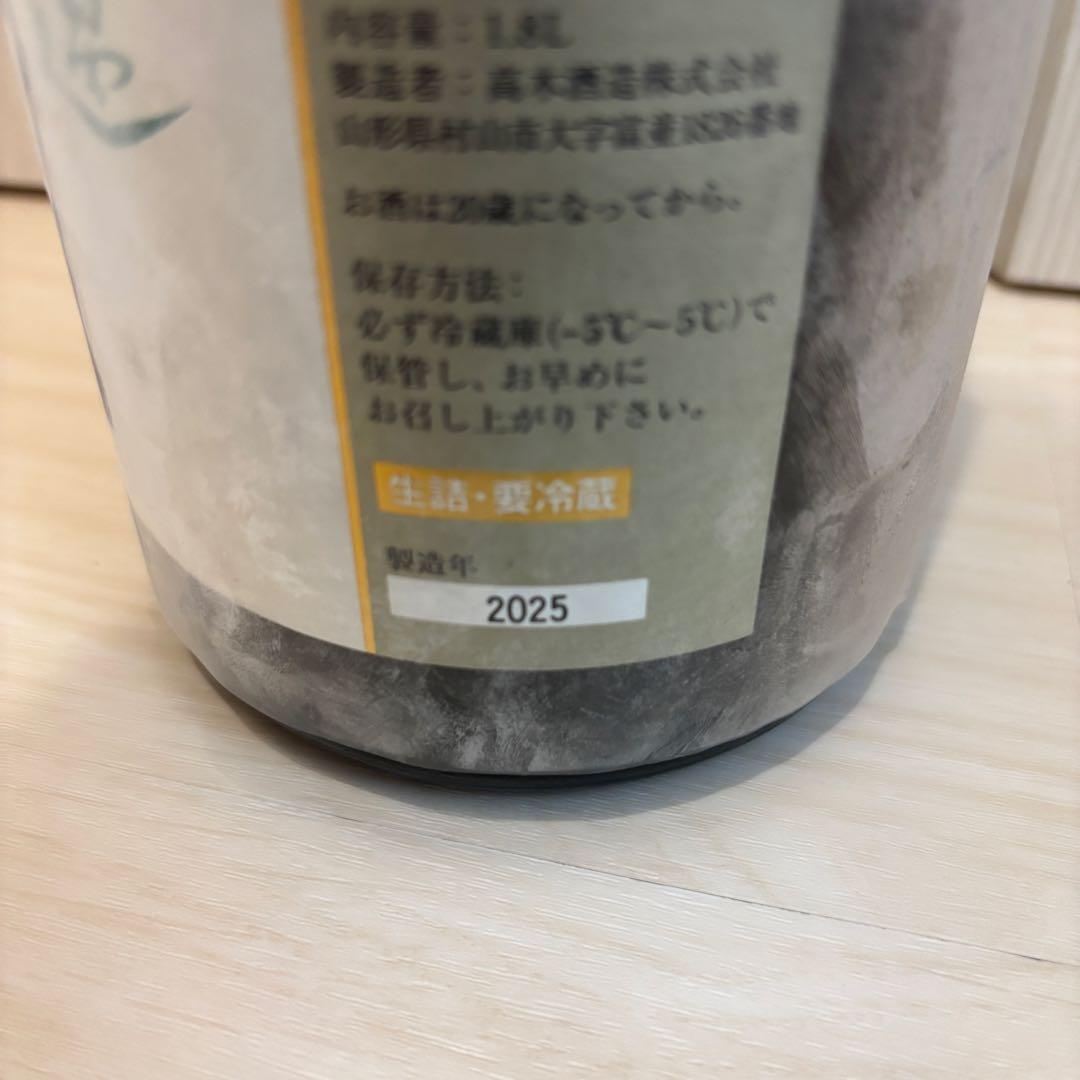 内容量：1.8L
製造者：高木酒造株式会社
山形県村山市大字富並1826番地
お酒は20歳になってから。
保存方法：
必ず冷蔵庫(-5℃～5℃)で
保管し、お早めに
お召し上がり下さい。
生詰・要冷蔵
製造年
2025